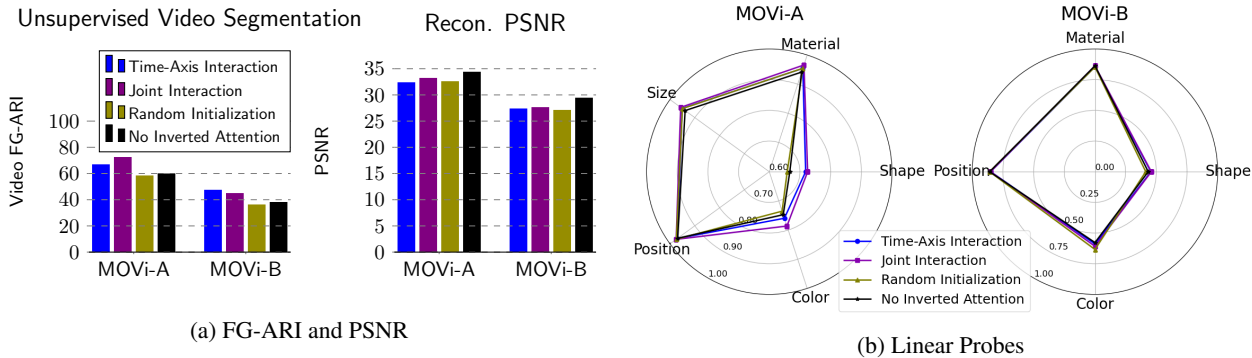 Unsupervised Video Segmentation
Video FG-ARI
100
80
60
40
20
0
Time-Axis Interaction
Joint Interaction
Random Initialization
No Inverted Attention
MOVi-A
MOVi-B
Recon. PSNR
PSNR
35
30
25
20
15
10
5
0
MOVi-A
MOVi-B
(a) FG-ARI and PSNR
MOVi-A
Material
Size
Shape
Position
Color
0.60
0.70
0.80
0.90
1.00
MOVi-B
Material
Position
Shape
Color
0.00
0.25
0.50
0.75
1.00
Time-Axis Interaction
Joint Interaction
Random Initialization
No Inverted Attention
(b) Linear Probes